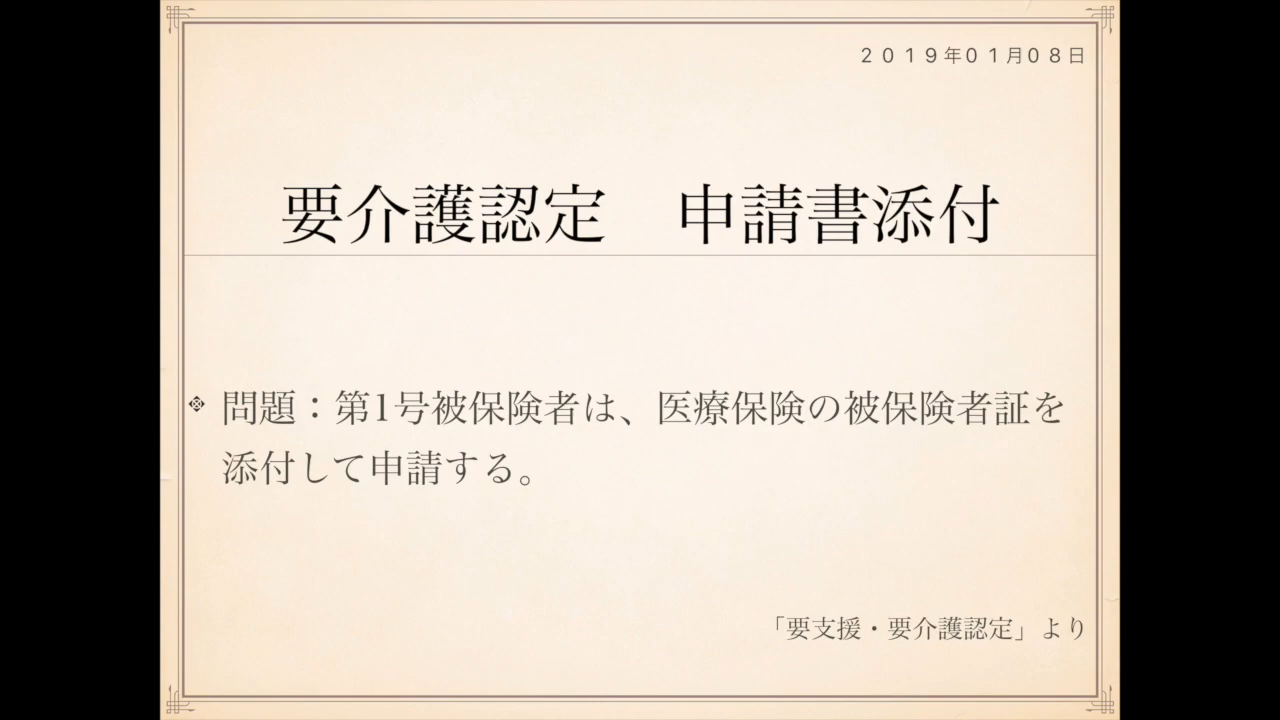 ２０１９年０１月０８日
要介護認定　申請書添付
問題：第1号被保険者は、医療保険の被保険者証を
添付して申請する。
「要支援・要介護認定」より